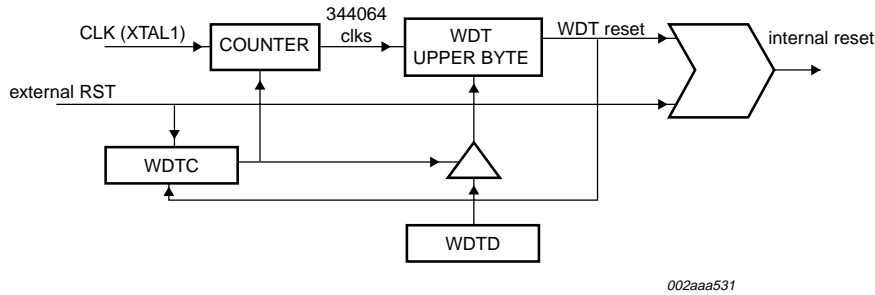 CLK (XTAL1)
COUNTER
344064
clks
WDT
UPPER BYTE
WDT reset
internal reset
external RST
WDTC
WDTD
002aaa531